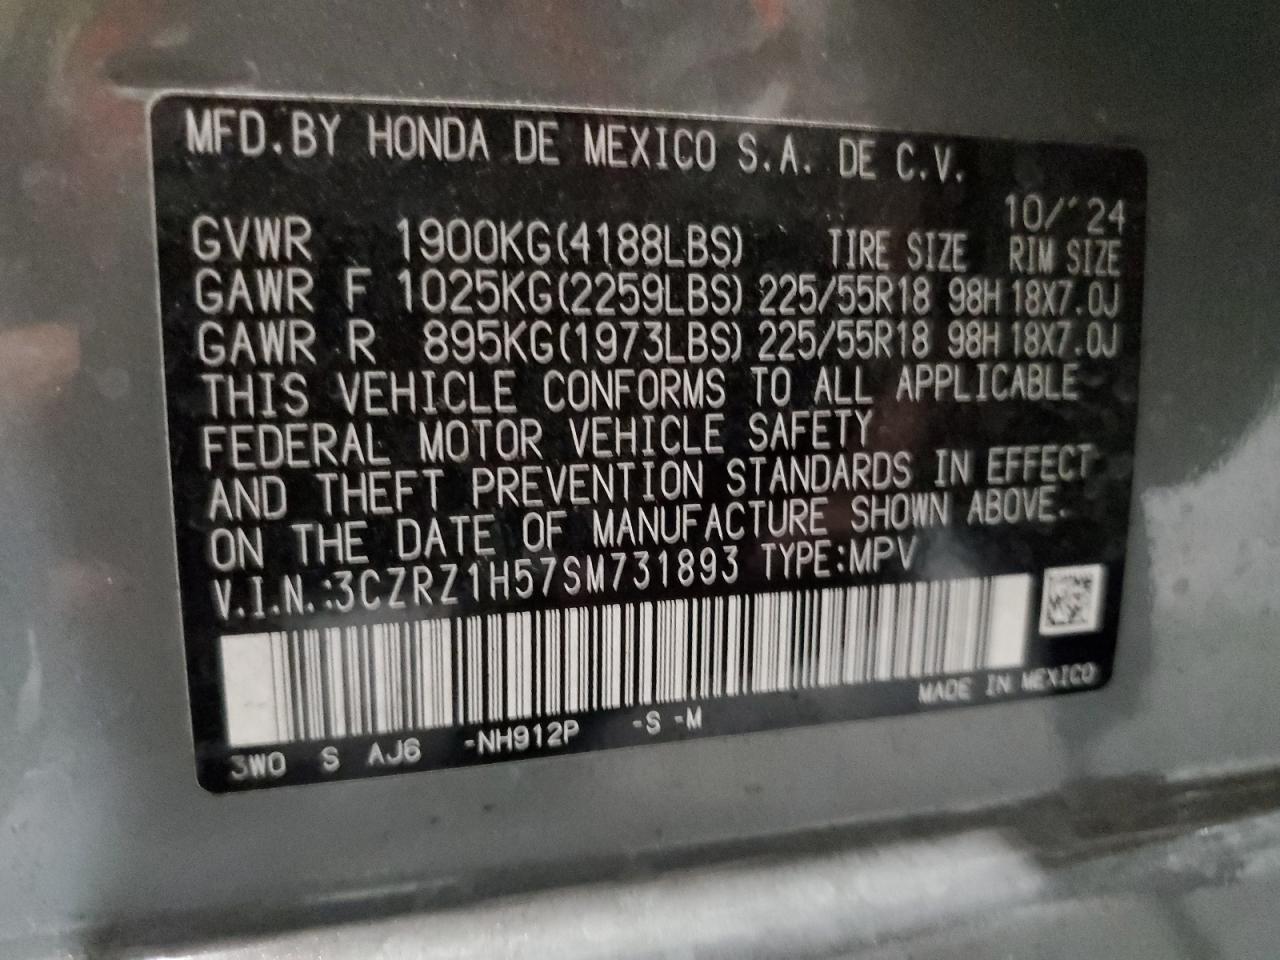 MFD.BY HONDA DE MEXICO S.A. DE C.V.
10/'24
GVWR 1900KG(4188LBS) TIRE SIZE RIM SIZE
GAWR F 1025KG(2259LBS) 225/55R18 98H 18X7.0J
GAWR R 895KG(1973LBS) 225/55R18 98H 18X7.0J
THIS VEHICLE CONFORMS TO ALL APPLICABLE
FEDERAL MOTOR VEHICLE SAFETY
AND THEFT PREVENTION STANDARDS IN EFFECT
ON THE DATE OF MANUFACTURE SHOWN ABOVE.
V.I.N.:3CZRZ1H57SM731893 TYPE:MPV
MADE IN MEXICO
3W0 S AJ6 -NH912P -S -M